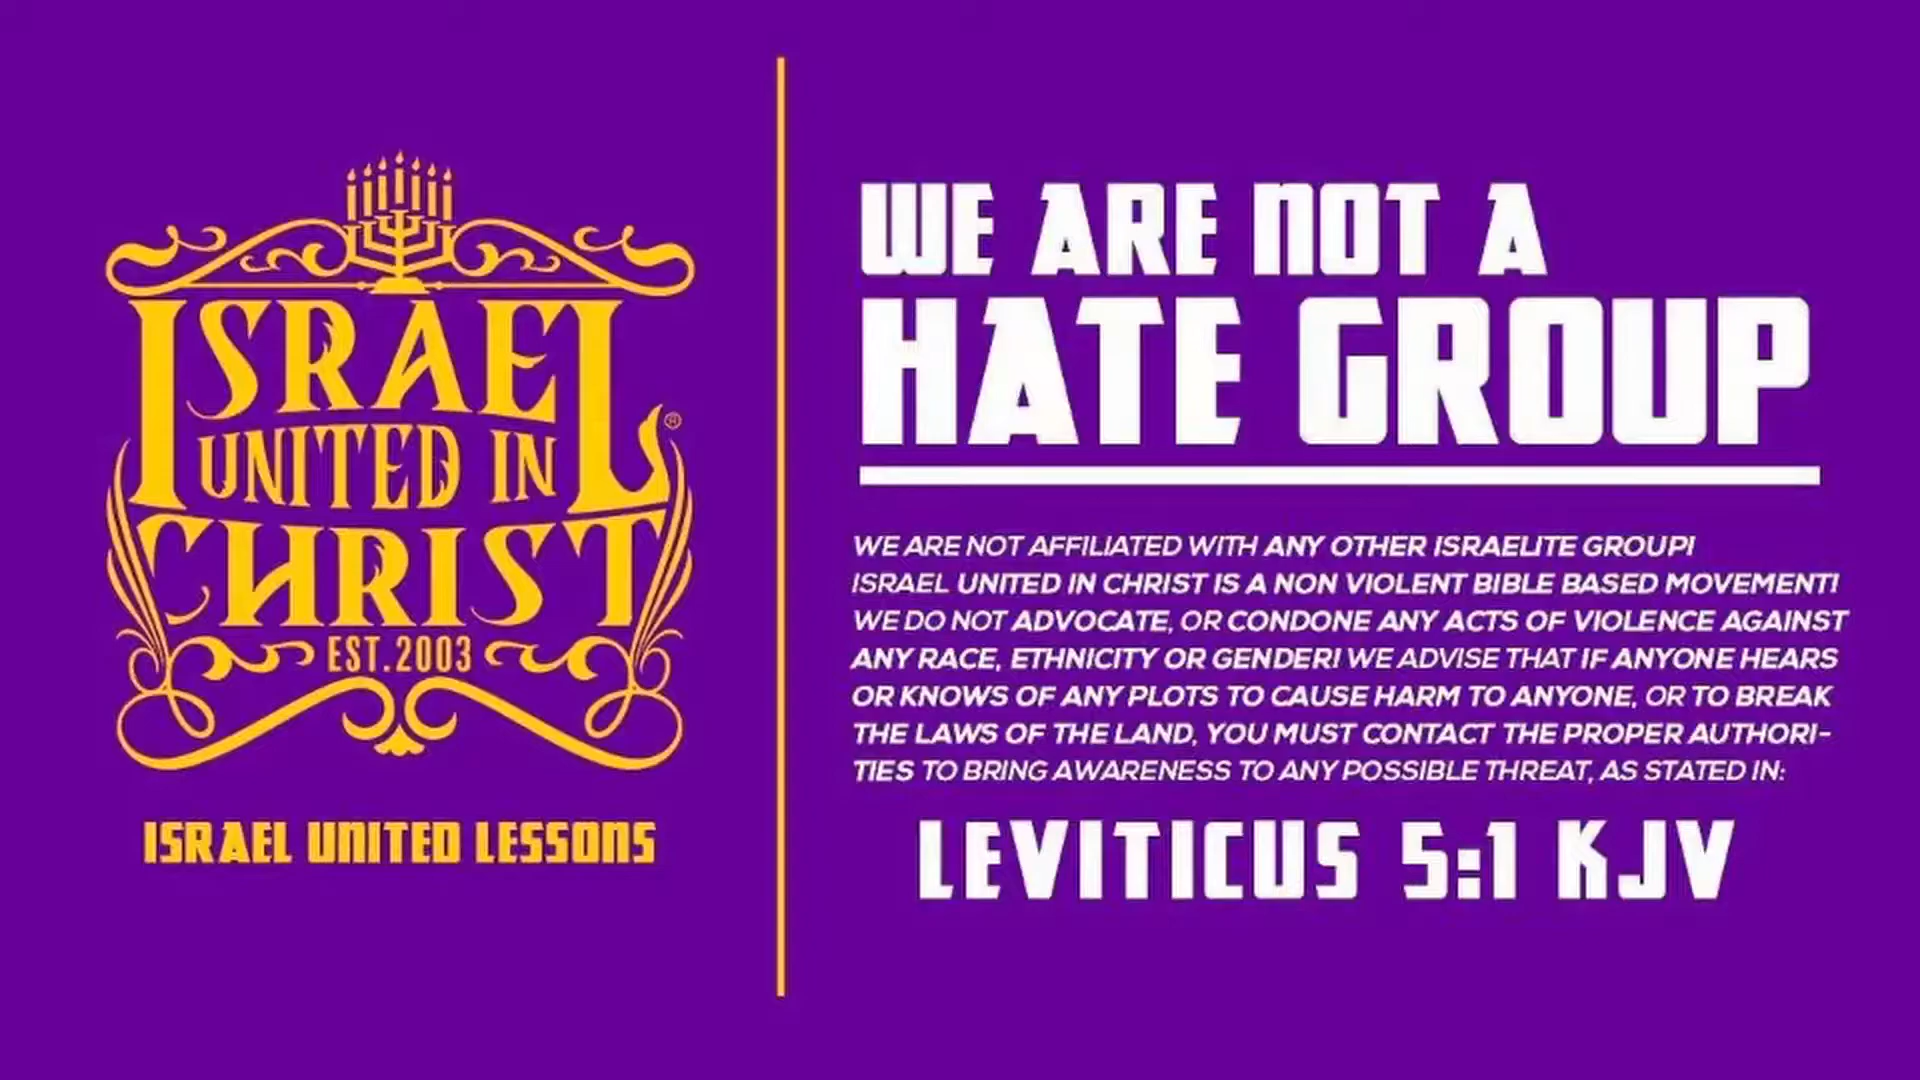 ISRAEL
UNITED IN
CHRIST
®
EST.2003
ISRAEL UNITED LESSONS
WE ARE NOT A
HATE GROUP
WE ARE NOT AFFILIATED WITH ANY OTHER ISRAELITE GROUP!
ISRAEL UNITED IN CHRIST IS A NON VIOLENT BIBLE BASED MOVEMENT!
WE DO NOT ADVOCATE, OR CONDONE ANY ACTS OF VIOLENCE AGAINST
ANY RACE, ETHNICITY OR GENDER! WE ADVISE THAT IF ANYONE HEARS
OR KNOWS OF ANY PLOTS TO CAUSE HARM TO ANYONE, OR TO BREAK
THE LAWS OF THE LAND, YOU MUST CONTACT THE PROPER AUTHORI-
TIES TO BRING AWARENESS TO ANY POSSIBLE THREAT, AS STATED IN:
LEVITICUS 5:1 KJV